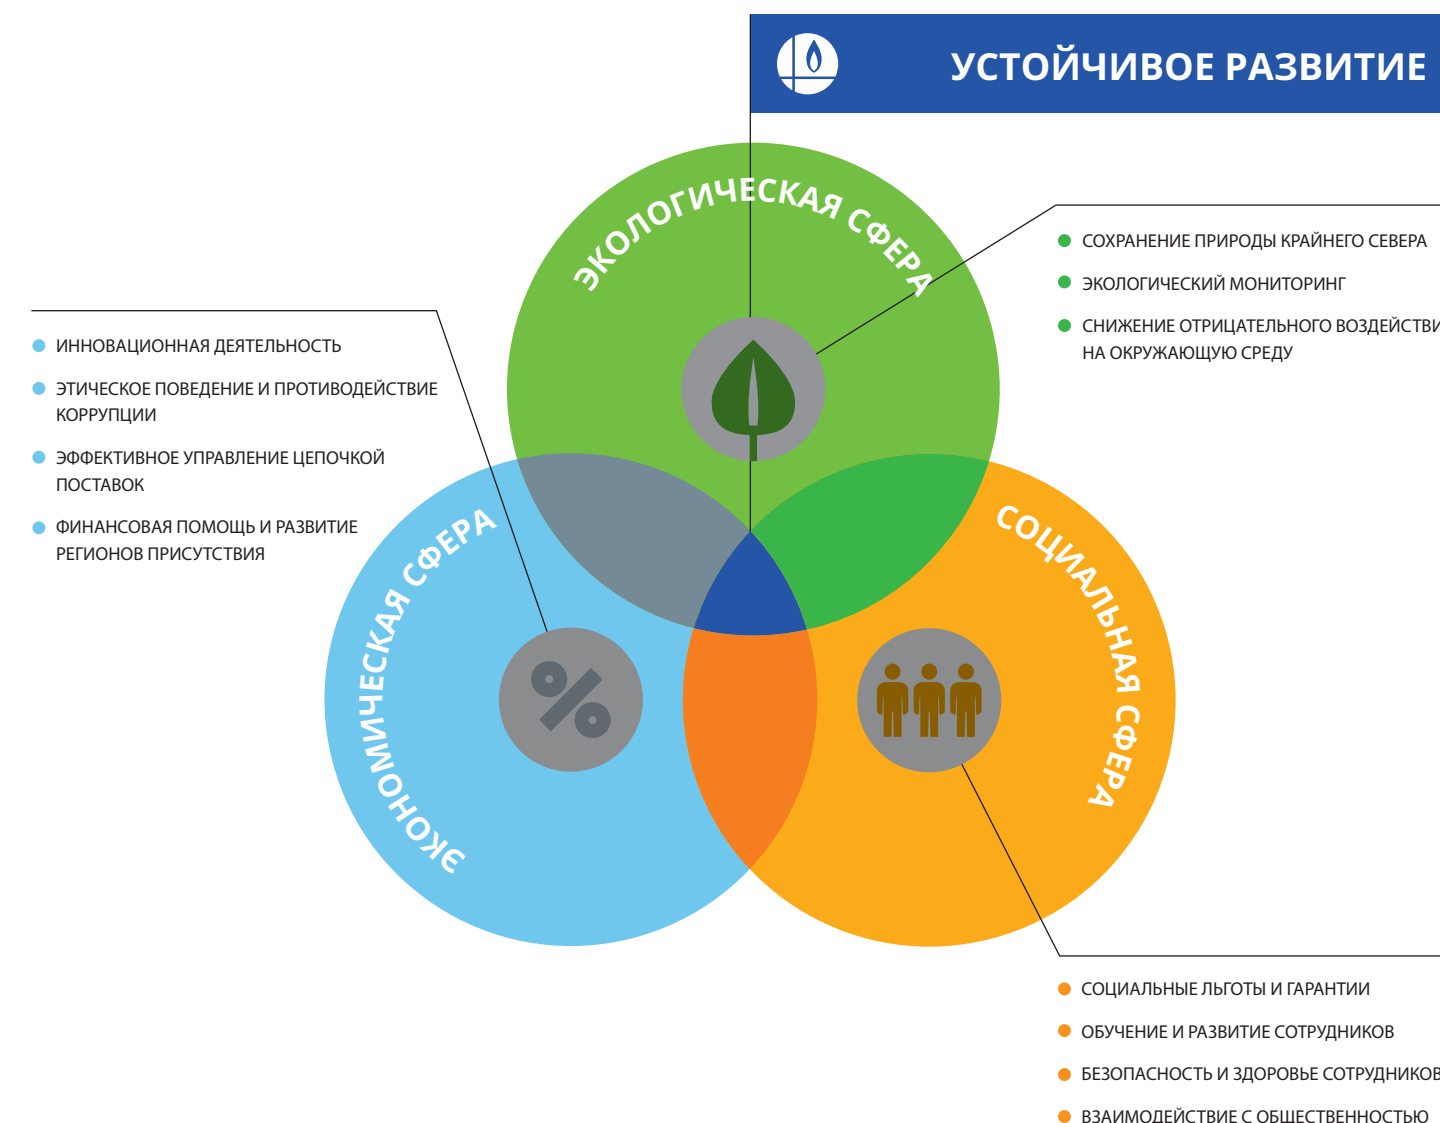 УСТОЙЧИВОЕ РАЗВИТИЕ
ЭКОЛОГИЧЕСКАЯ СФЕРА
СОХРАНЕНИЕ ПРИРОДЫ КРАЙНЕГО СЕВЕРА
ЭКОЛОГИЧЕСКИЙ МОНИТОРИНГ
СНИЖЕНИЕ ОТРИЦАТЕЛЬНОГО ВОЗДЕЙСТВИ
НА ОКРУЖАЮЩУЮ СРЕДУ
ИННОВАЦИОННАЯ ДЕЯТЕЛЬНОСТЬ
ЭТИЧЕСКОЕ ПОВЕДЕНИЕ И ПРОТИВОДЕЙСТВИЕ
КОРРУПЦИИ
ЭФФЕКТИВНОЕ УПРАВЛЕНИЕ ЦЕПОЧКОЙ
ПОСТАВОК
ФИНАНСОВАЯ ПОМОЩЬ И РАЗВИТИЕ
РЕГИОНОВ ПРИСУТСТВИЯ
ЭКОНОМИЧЕСКАЯ СФЕРА
СОЦИАЛЬНАЯ СФЕРА
%
СОЦИАЛЬНЫЕ ЛЬГОТЫ И ГАРАНТИИ
ОБУЧЕНИЕ И РАЗВИТИЕ СОТРУДНИКОВ
БЕЗОПАСНОСТЬ И ЗДОРОВЬЕ СОТРУДНИКОВ
ВЗАИМОДЕЙСТВИЕ С ОБЩЕСТВЕННОСТЬЮ